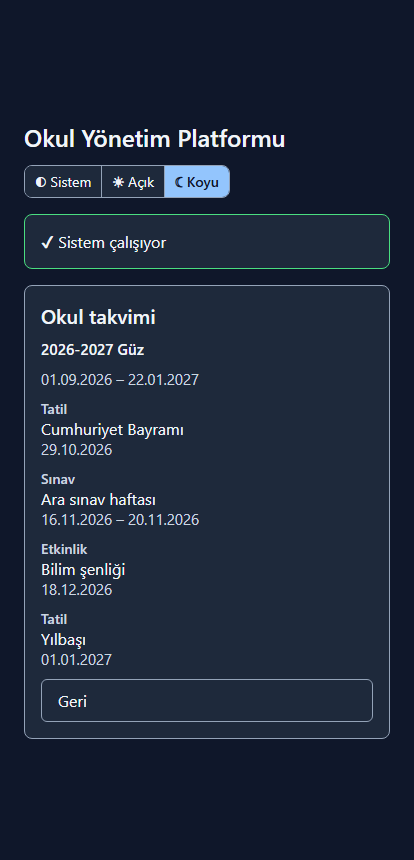 Okul Yönetim Platformu
◐ Sistem ☀ Açık ☾ Koyu
✓ Sistem çalışıyor
Okul takvimi
2026-2027 Güz
01.09.2026 – 22.01.2027
Tatil
Cumhuriyet Bayramı
29.10.2026
Sınav
Ara sınav haftası
16.11.2026 – 20.11.2026
Etkinlik
Bilim şenliği
18.12.2026
Tatil
Yılbaşı
01.01.2027
Geri